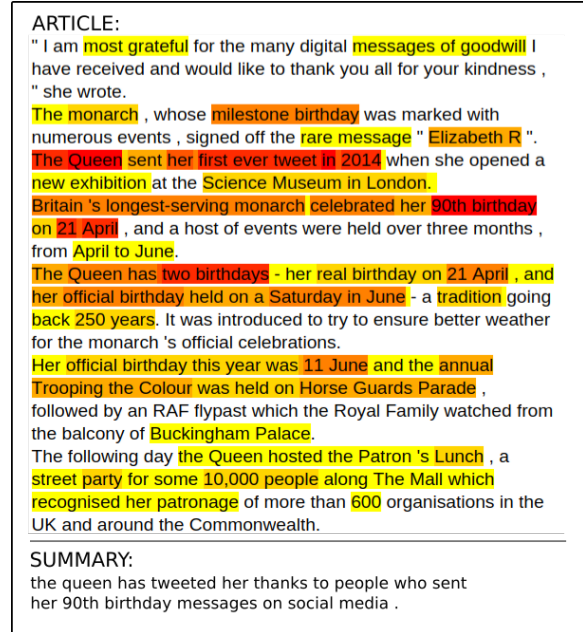 ARTICLE:
" I am most grateful for the many digital messages of goodwill I
have received and would like to thank you all for your kindness ,
" she wrote.
The monarch , whose milestone birthday was marked with
numerous events , signed off the rare message " Elizabeth R ".
The Queen sent her first ever tweet in 2014 when she opened a
new exhibition at the Science Museum in London.
Britain 's longest-serving monarch celebrated her 90th birthday
on 21 April , and a host of events were held over three months ,
from April to June.
The Queen has two birthdays - her real birthday on 21 April , and
her official birthday held on a Saturday in June - a tradition going
back 250 years. It was introduced to try to ensure better weather
for the monarch 's official celebrations.
Her official birthday this year was 11 June and the annual
Trooping the Colour was held on Horse Guards Parade ,
followed by an RAF flypast which the Royal Family watched from
the balcony of Buckingham Palace.
The following day the Queen hosted the Patron 's Lunch , a
street party for some 10,000 people along The Mall which
recognised her patronage of more than 600 organisations in the
UK and around the Commonwealth.
SUMMARY:
the queen has tweeted her thanks to people who sent
her 90th birthday messages on social media .